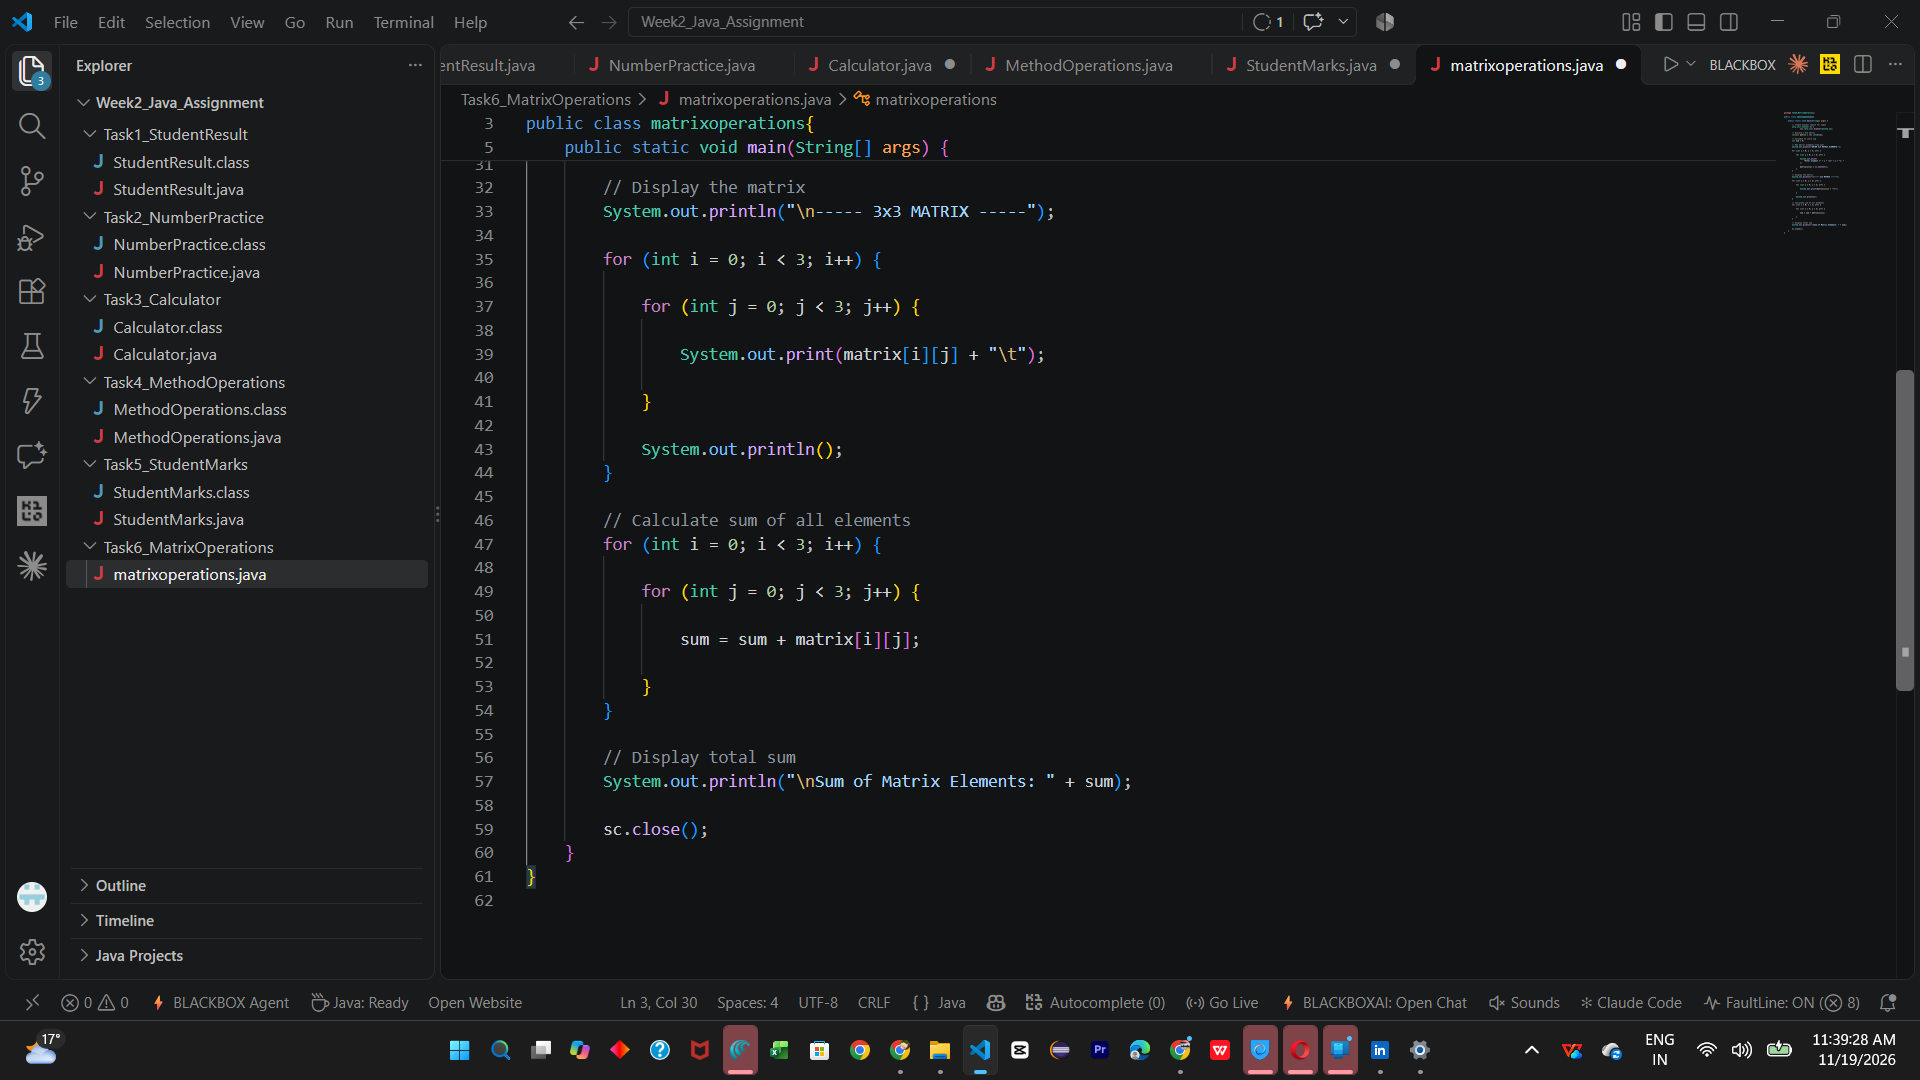 File Edit Selection View Go Run Terminal Help
Week2_Java_Assignment
1
Explorer
3
Week2_Java_Assignment
Task1_StudentResult
StudentResult.class
StudentResult.java
Task2_NumberPractice
NumberPractice.class
NumberPractice.java
Task3_Calculator
Calculator.class
Calculator.java
Task4_MethodOperations
MethodOperations.class
MethodOperations.java
Task5_StudentMarks
StudentMarks.class
StudentMarks.java
Task6_MatrixOperations
matrixoperations.java
Outline
Timeline
Java Projects
entResult.java NumberPractice.java Calculator.java MethodOperations.java StudentMarks.java matrixoperations.java BLACKBOX
Task6_MatrixOperations > matrixoperations.java > matrixoperations
3 public class matrixoperations{
5 public static void main(String[] args) {
31
32 // Display the matrix
33 System.out.println("\n----- 3x3 MATRIX -----");
34
35 for (int i = 0; i < 3; i++) {
36
37 for (int j = 0; j < 3; j++) {
38
39 System.out.print(matrix[i][j] + "\t");
40
41 }
42
43 System.out.println();
44 }
45
46 // Calculate sum of all elements
47 for (int i = 0; i < 3; i++) {
48
49 for (int j = 0; j < 3; j++) {
50
51 sum = sum + matrix[i][j];
52
53 }
54 }
55
56 // Display total sum
57 System.out.println("\nSum of Matrix Elements: " + sum);
58
59 sc.close();
60 }
61 }
62
0 0 BLACKBOX Agent Java: Ready Open Website Ln 3, Col 30 Spaces: 4 UTF-8 CRLF { } Java Autocomplete (0) Go Live BLACKBOXAI: Open Chat Sounds Claude Code FaultLine: ON ( 8)
17°
Pr
W
in
ENG
IN
11:39:28 AM
11/19/2026